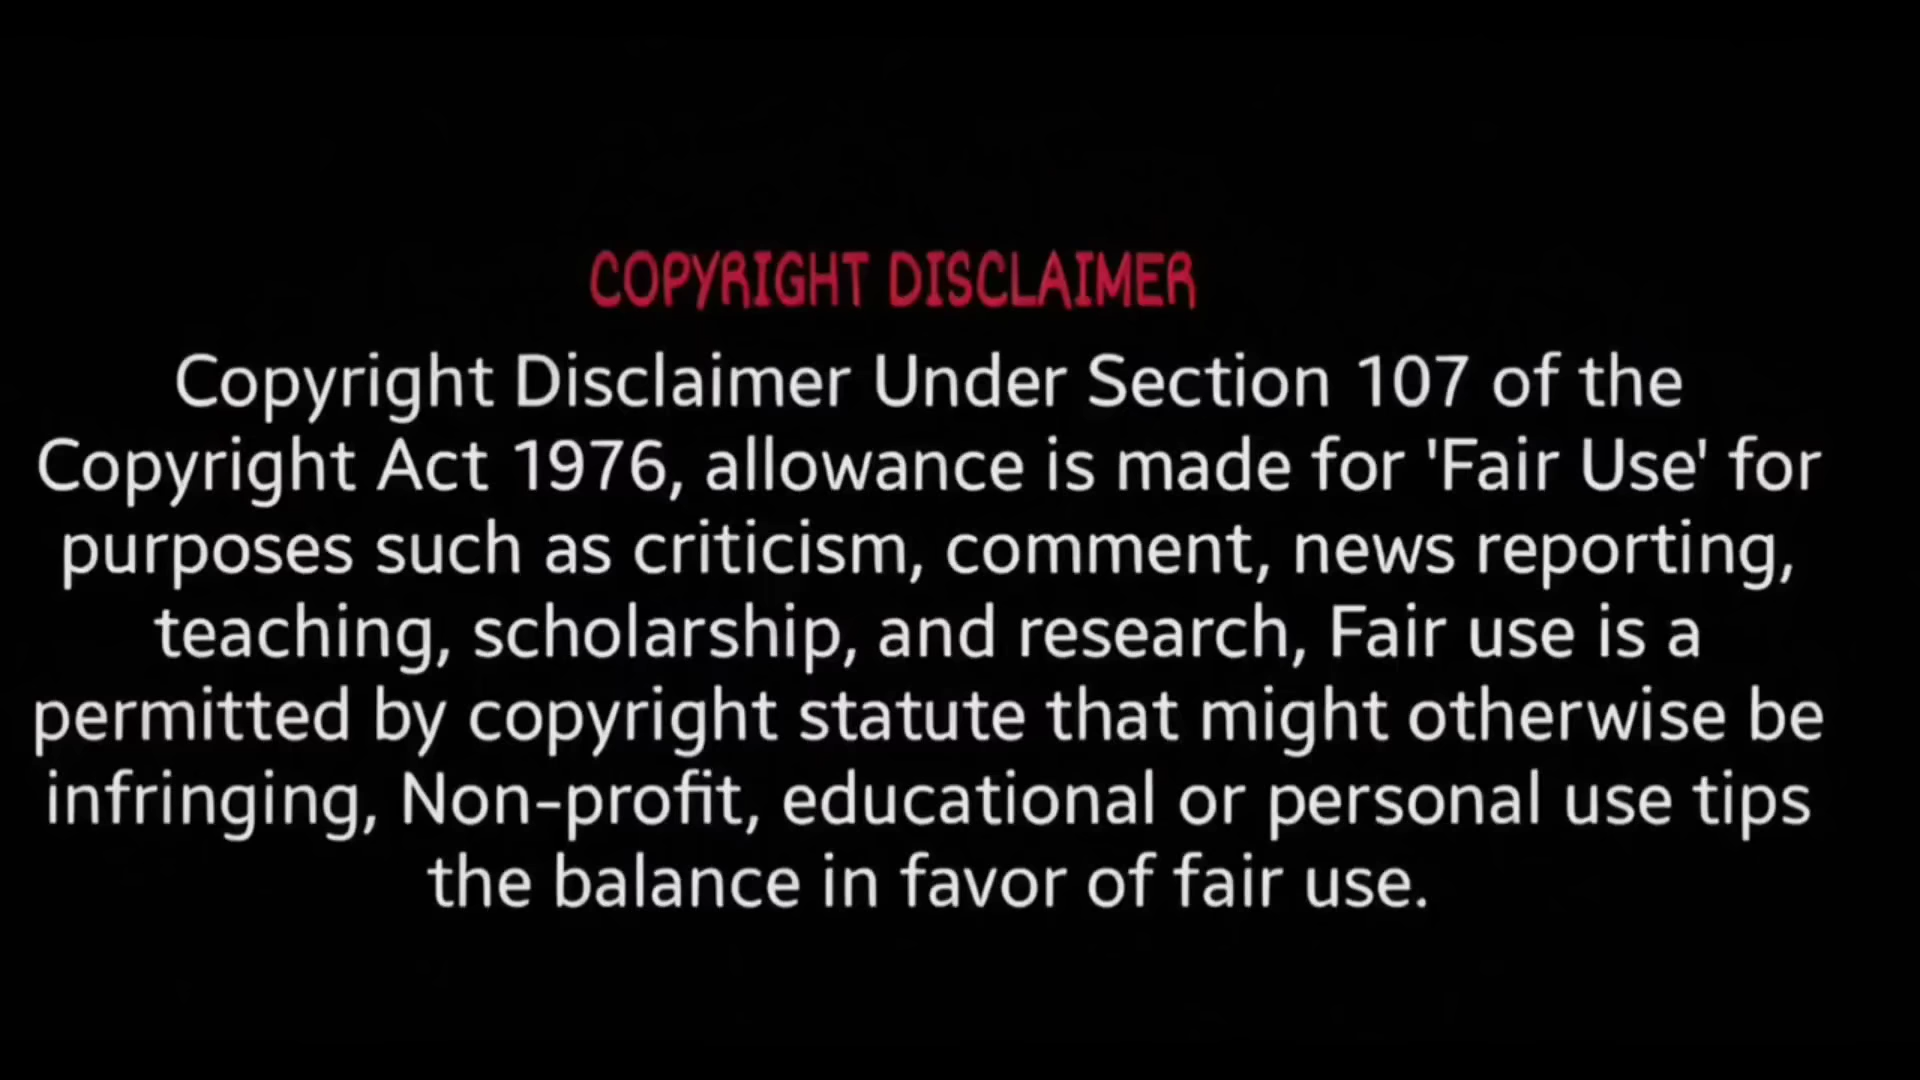 COPYRIGHT DISCLAIMER
Copyright Disclaimer Under Section 107 of the
Copyright Act 1976, allowance is made for 'Fair Use' for
purposes such as criticism, comment, news reporting,
teaching, scholarship, and research, Fair use is a
permitted by copyright statute that might otherwise be
infringing, Non-profit, educational or personal use tips
the balance in favor of fair use.